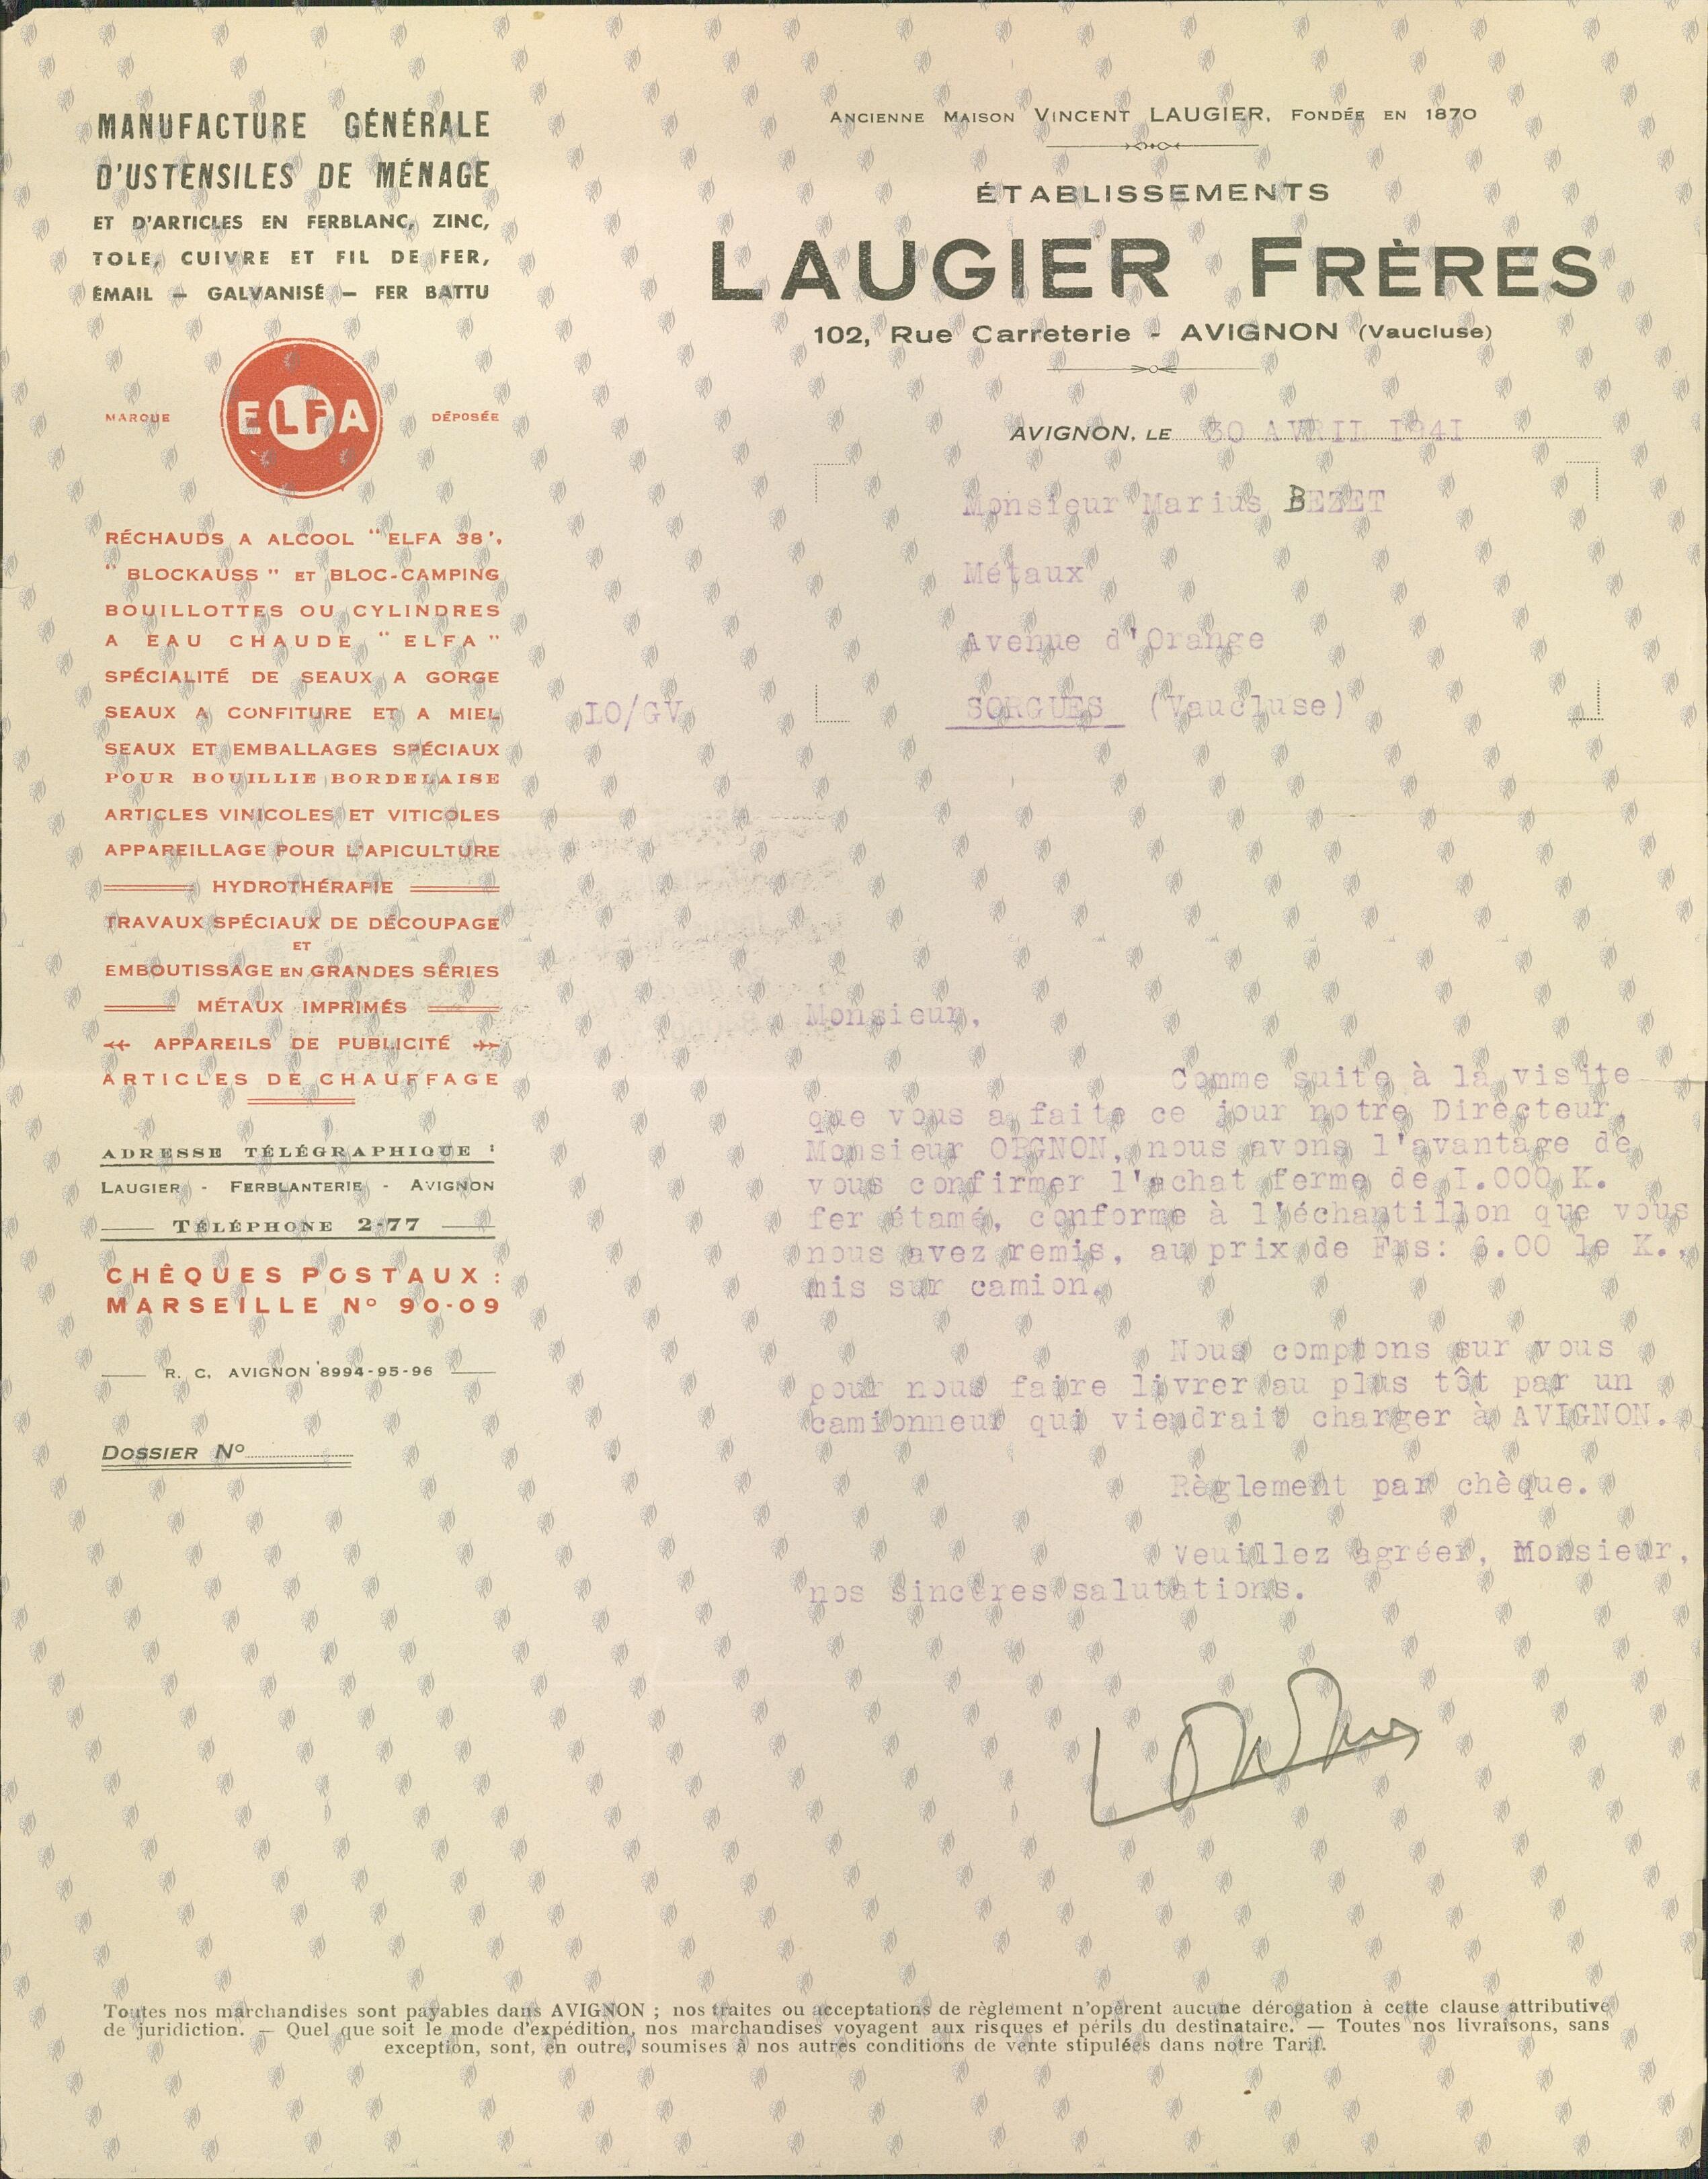 MANUFACTURE GÉNÉRALE
D'USTENSILES DE MÉNAGE
ET D'ARTICLES EN FERBLANC, ZINC,
TOLE, CUIVRE ET FIL DE FER,
ÉMAIL — GALVANISÉ — FER BATTU
MARQUE ELFA DÉPOSÉE
RÉCHAUDS A ALCOOL "ELFA 38",
"BLOCKAUSS" ET BLOC-CAMPING
BOUILLOTTES OU CYLINDRES
A EAU CHAUDE "ELFA"
SPÉCIALITÉ DE SEAUX A GORGE
SEAUX A CONFITURE ET A MIEL
SEAUX ET EMBALLAGES SPÉCIAUX
POUR BOUILLIE BORDELAISE
ARTICLES VINICOLES ET VITICOLES
APPAREILLAGE POUR L'APICULTURE
HYDROTHÉRAPIE
TRAVAUX SPÉCIAUX DE DÉCOUPAGE
ET
EMBOUTISSAGE EN GRANDES SÉRIES
MÉTAUX IMPRIMÉS
APPAREILS DE PUBLICITÉ
ARTICLES DE CHAUFFAGE
ADRESSE TÉLÉGRAPHIQUE :
LAUGIER - FERBLANTERIE - AVIGNON
TÉLÉPHONE 2-77
CHÊQUES POSTAUX :
MARSEILLE No 90-09
R. C. AVIGNON 8994-95-96
DOSSIER No
ANCIENNE MAISON VINCENT LAUGIER, FONDÉE EN 1870
ÉTABLISSEMENTS
LAUGIER FRÈRES
102, Rue Carreterie - AVIGNON (Vaucluse)
AVIGNON, LE 30 AVRIL I94I
Monsieur Marius BEZET
Métaux
Avenue d'Orange
LO/GV SORGUES (Vaucluse)
Monsieur,
Comme suite à la visite
que vous a faite ce jour notre Directeur,
Monsieur ORGNON, nous avons l'avantage de
vous confirmer l'achat ferme de I.000 K.
fer étamé, conforme à l'échantillon que vous
nous avez remis, au prix de Frs: 6.00 le K.,
mis sur camion.
Nous comptons sur vous
pour nous faire livrer au plus tôt par un
camionneur qui viendrait charger à AVIGNON.
Règlement par chèque.
Veuillez agréer, Monsieur,
nos sincères salutations.
Toutes nos marchandises sont payables dans AVIGNON ; nos traites ou acceptations de règlement n'opèrent aucune dérogation à cette clause attributive
de juridiction. — Quel que soit le mode d'expédition, nos marchandises voyagent aux risques et périls du destinataire. — Toutes nos livraisons, sans
exception, sont, en outre, soumises à nos autres conditions de vente stipulées dans notre Tarif.